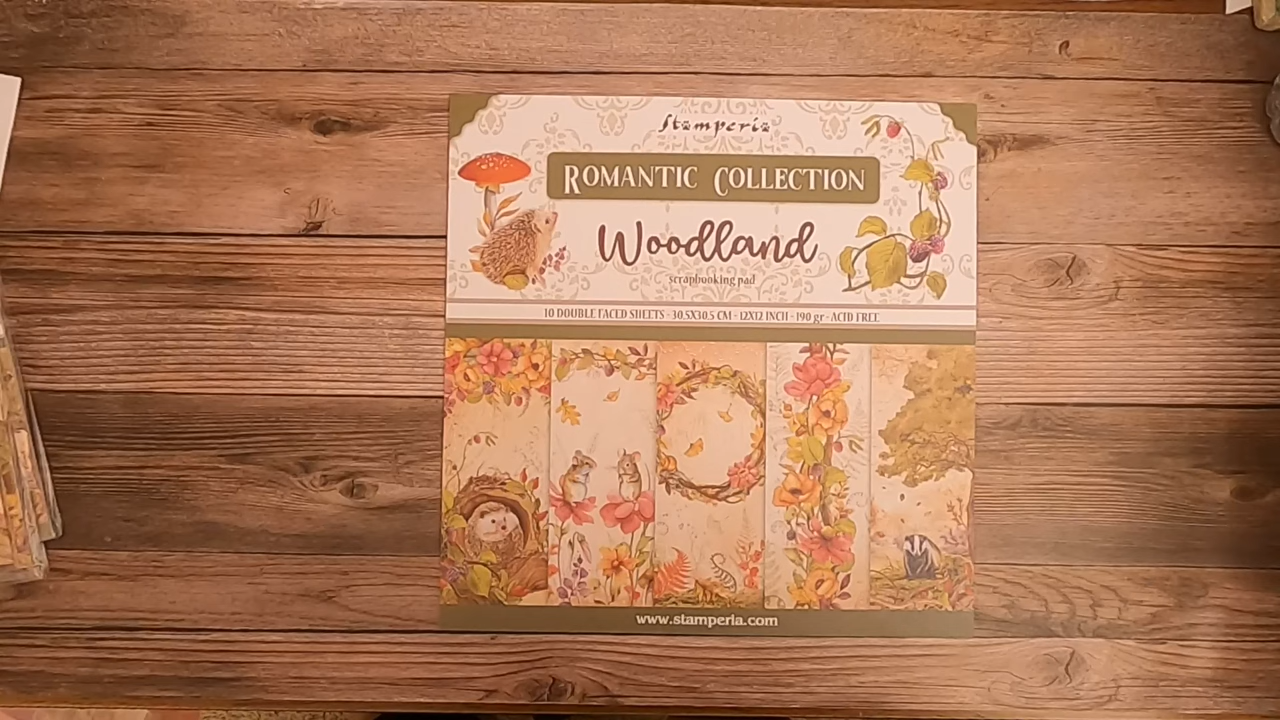 Stamperia
ROMANTIC COLLECTION
Woodland
scrapbooking pad
10 DOUBLE FACED SHEETS - 30.5X30.5 CM - 12X12 INCH - 190 gr - ACID FREE
www.stamperia.com